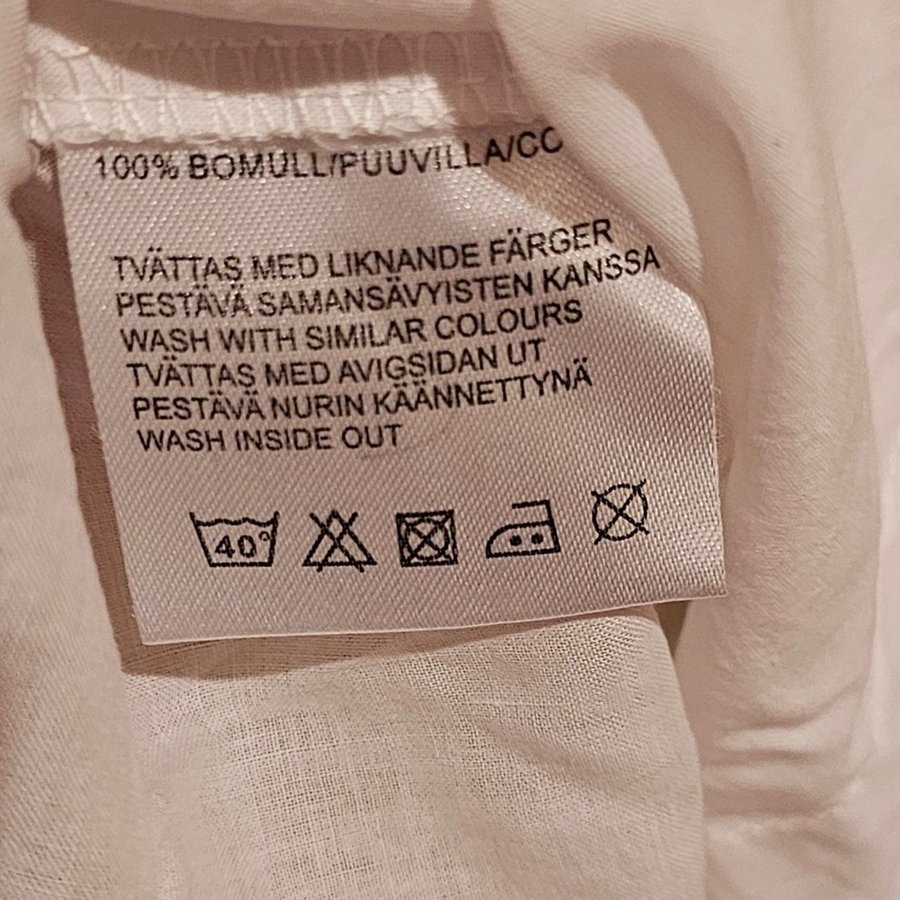 100% BOMULL/PUUVILLA/CO
TVÄTTAS MED LIKNANDE FÄRGER
PESTÄVÄ SAMANSÄVYISTEN KANSSA
WASH WITH SIMILAR COLOURS
TVÄTTAS MED AVIGSIDAN UT
PESTÄVÄ NURIN KÄÄNNETTYNÄ
WASH INSIDE OUT
40°